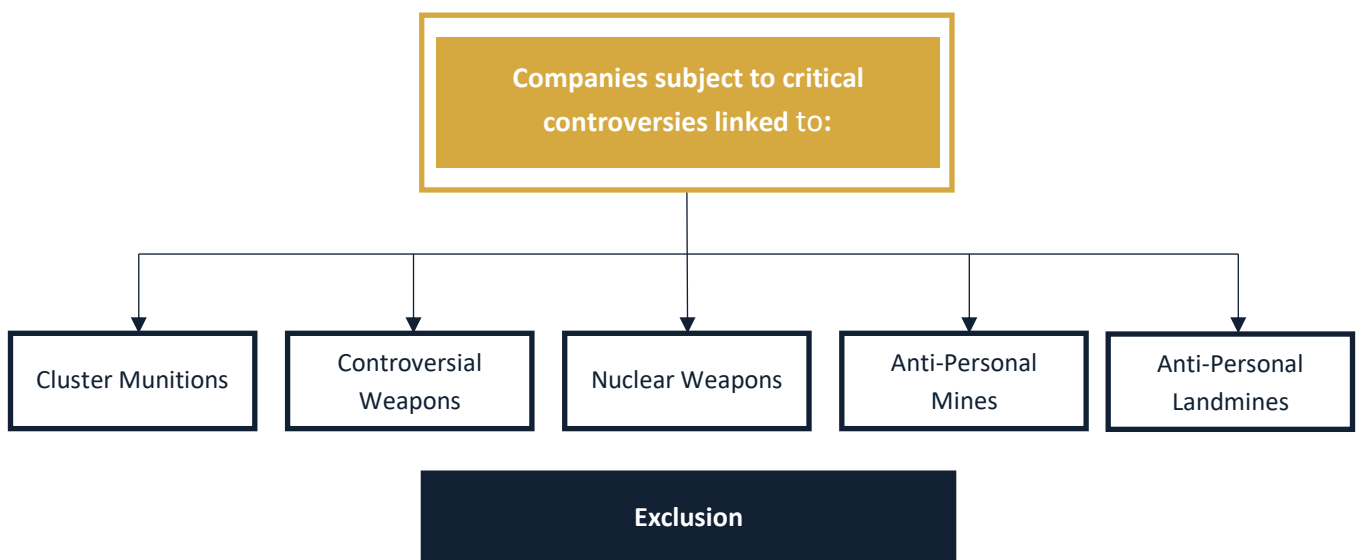 Companies subject to critical
controversies linked to:
Cluster Munitions
Controversial
Weapons
Nuclear Weapons
Anti-Personal
Mines
Anti-Personal
Landmines
Exclusion